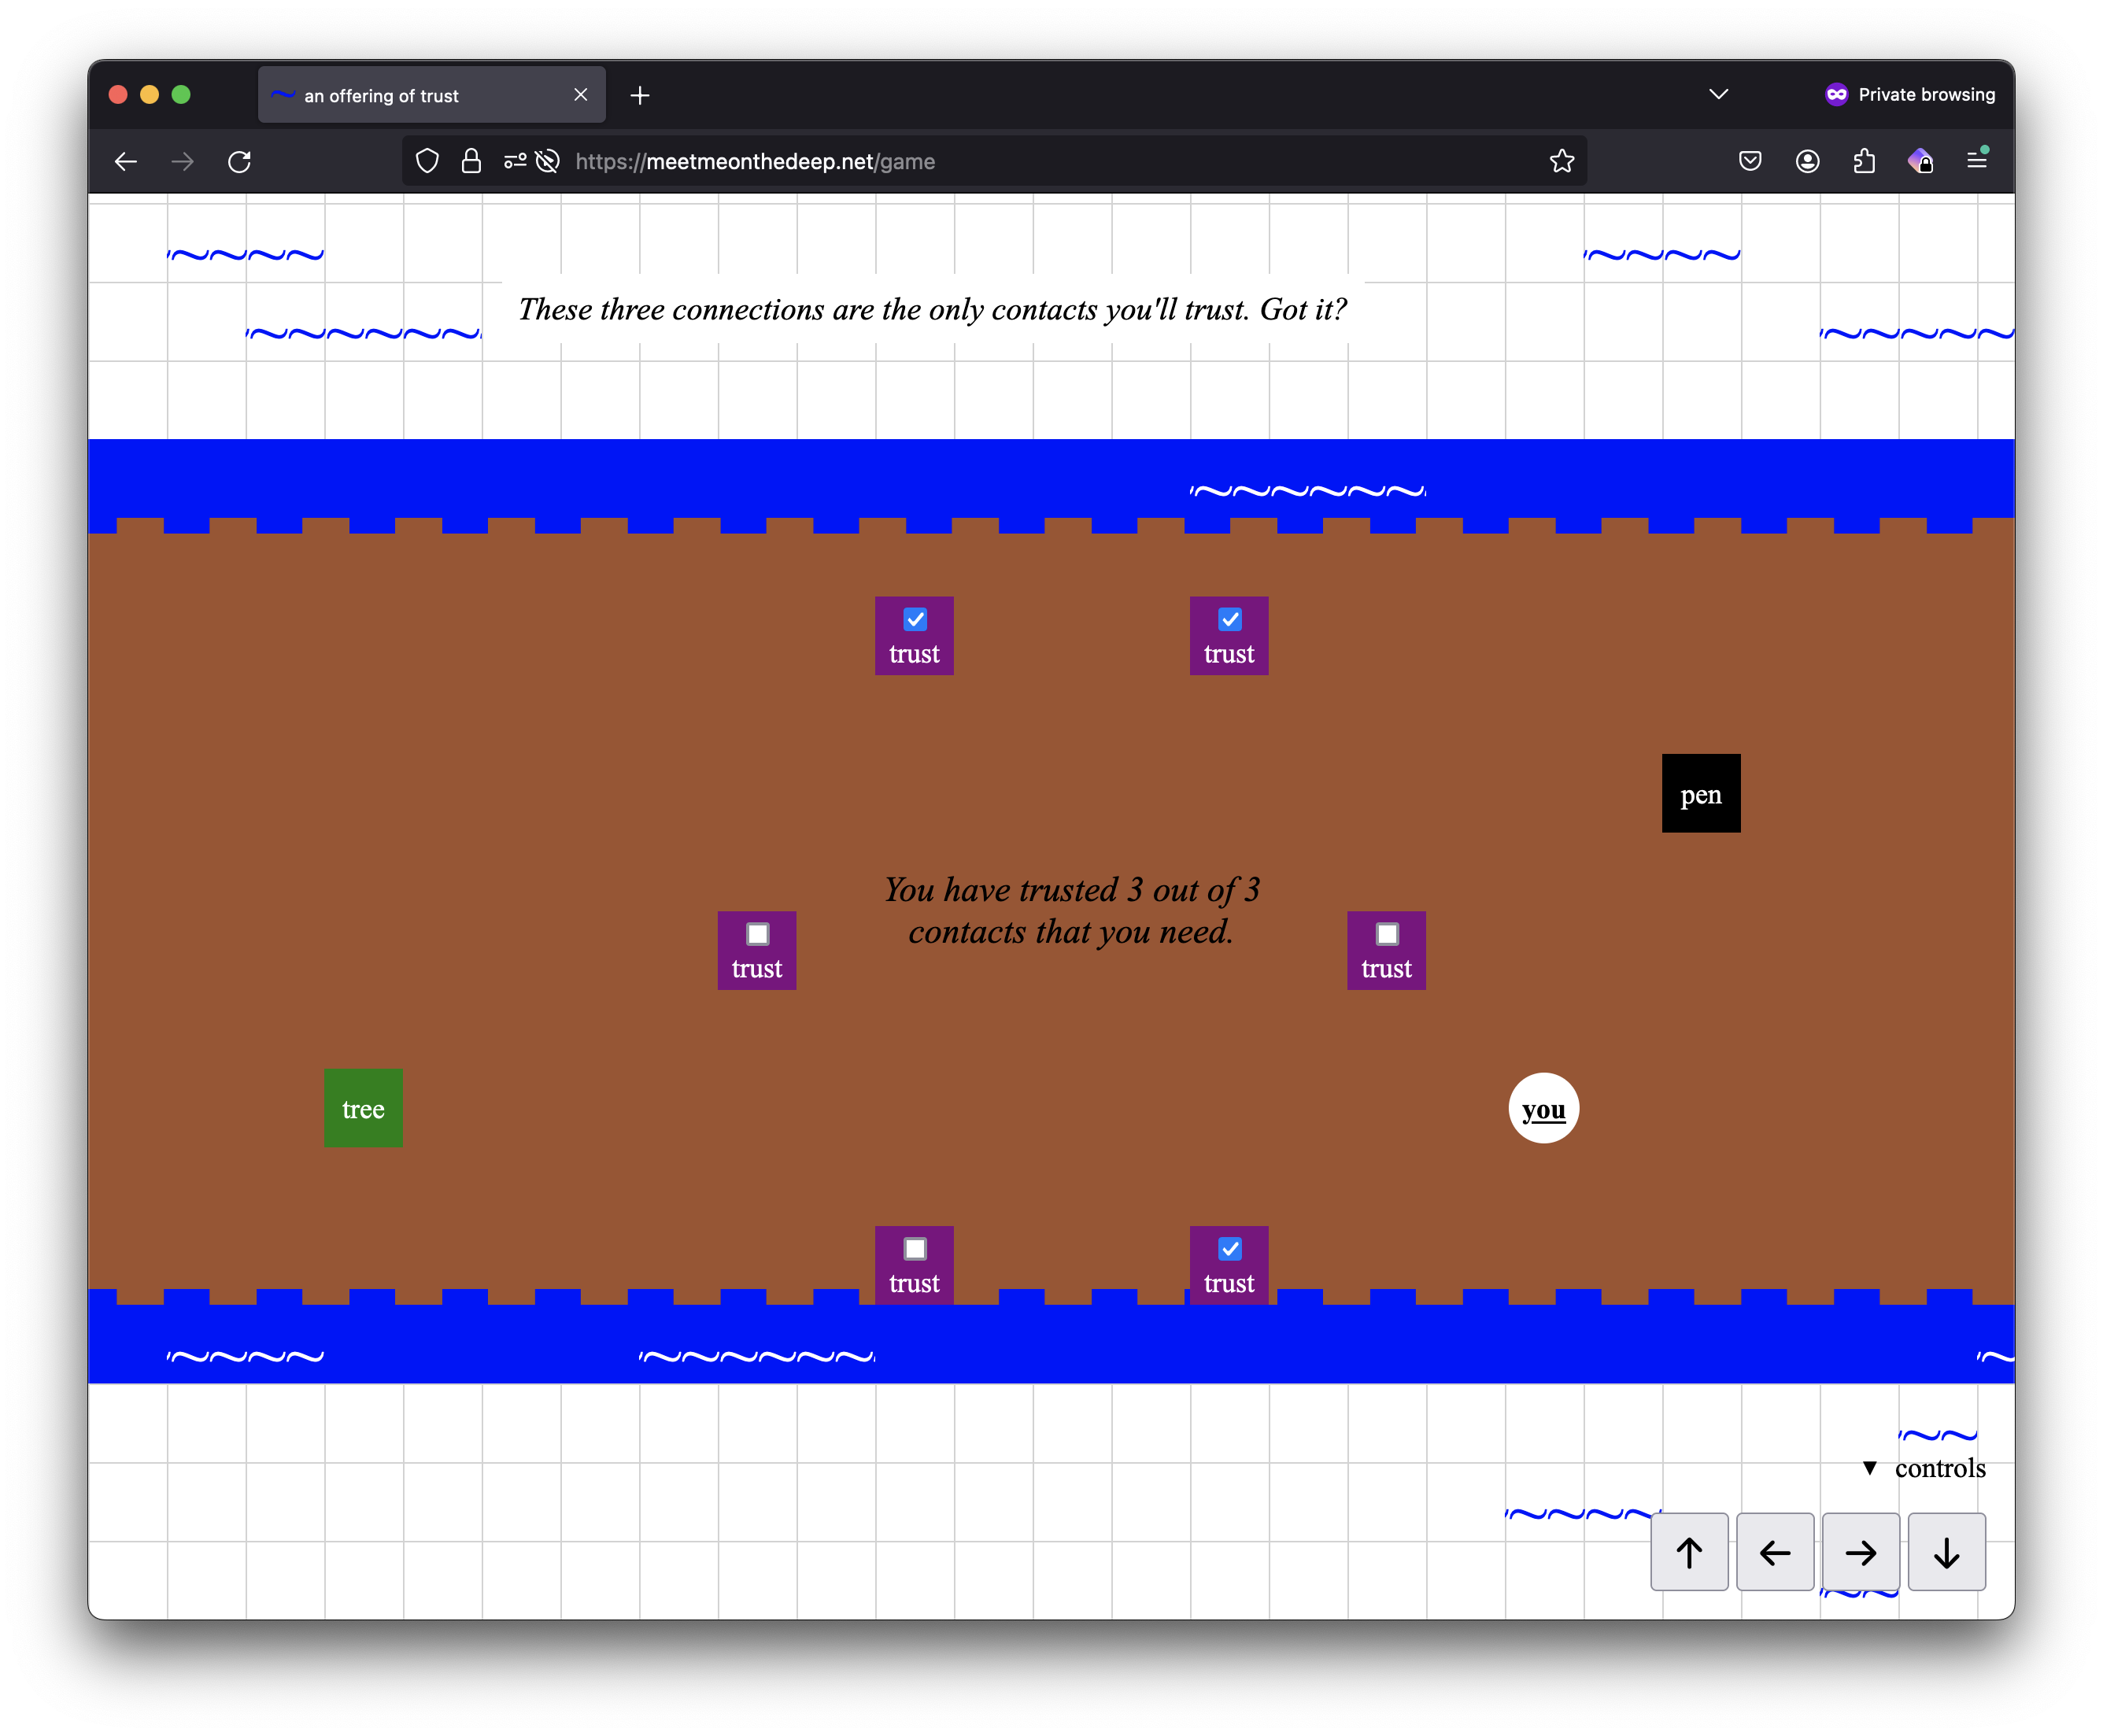 an offering of trust
Private browsing
https://meetmeonthedeep.net/game
These three connections are the only contacts you'll trust. Got it?
trust
trust
pen
You have trusted 3 out of 3
contacts that you need.
trust
trust
tree
you
trust
trust
▼ controls
↑ ← → ↓